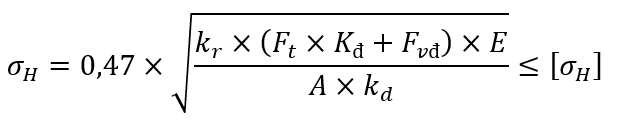 σ_H = 0,47 × √((k_r × (F_t × K_đ + F_vđ) × E) / (A × k_d)) ≤ [σ_H]